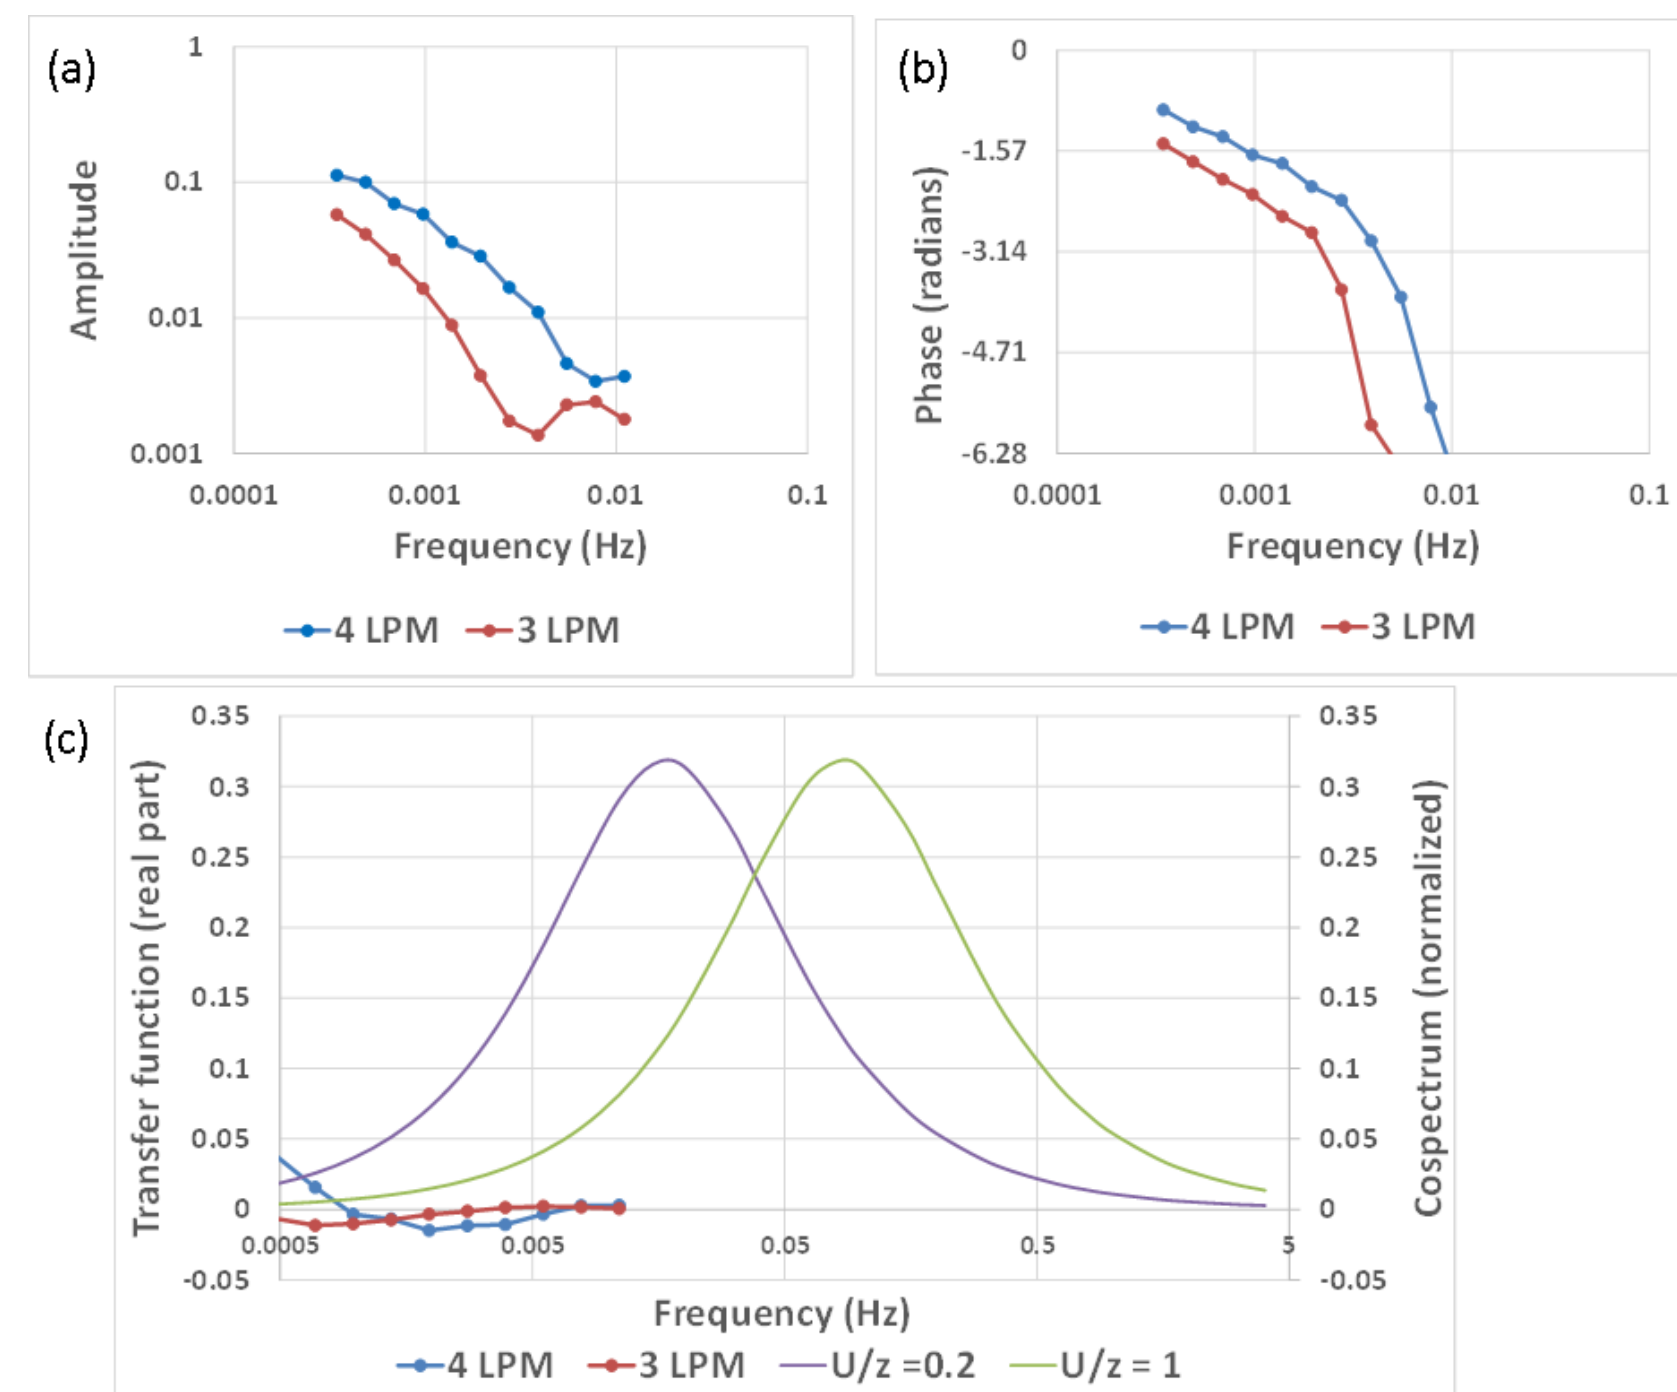 (a)
Amplitude
1
0.1
0.01
0.001
0.0001 0.001 0.01 0.1
Frequency (Hz)
4 LPM 3 LPM
(b)
Phase (radians)
0
-1.57
-3.14
-4.71
-6.28
0.0001 0.001 0.01 0.1
Frequency (Hz)
4 LPM 3 LPM
(c)
Transfer function (real part)
0.35
0.3
0.25
0.2
0.15
0.1
0.05
0
-0.05
0.0005 0.005 0.05 0.5 5
0.35
0.3
0.25
0.2
0.15
0.1
0.05
0
-0.05
Cospectrum (normalized)
Frequency (Hz)
4 LPM 3 LPM U/z =0.2 U/z = 1